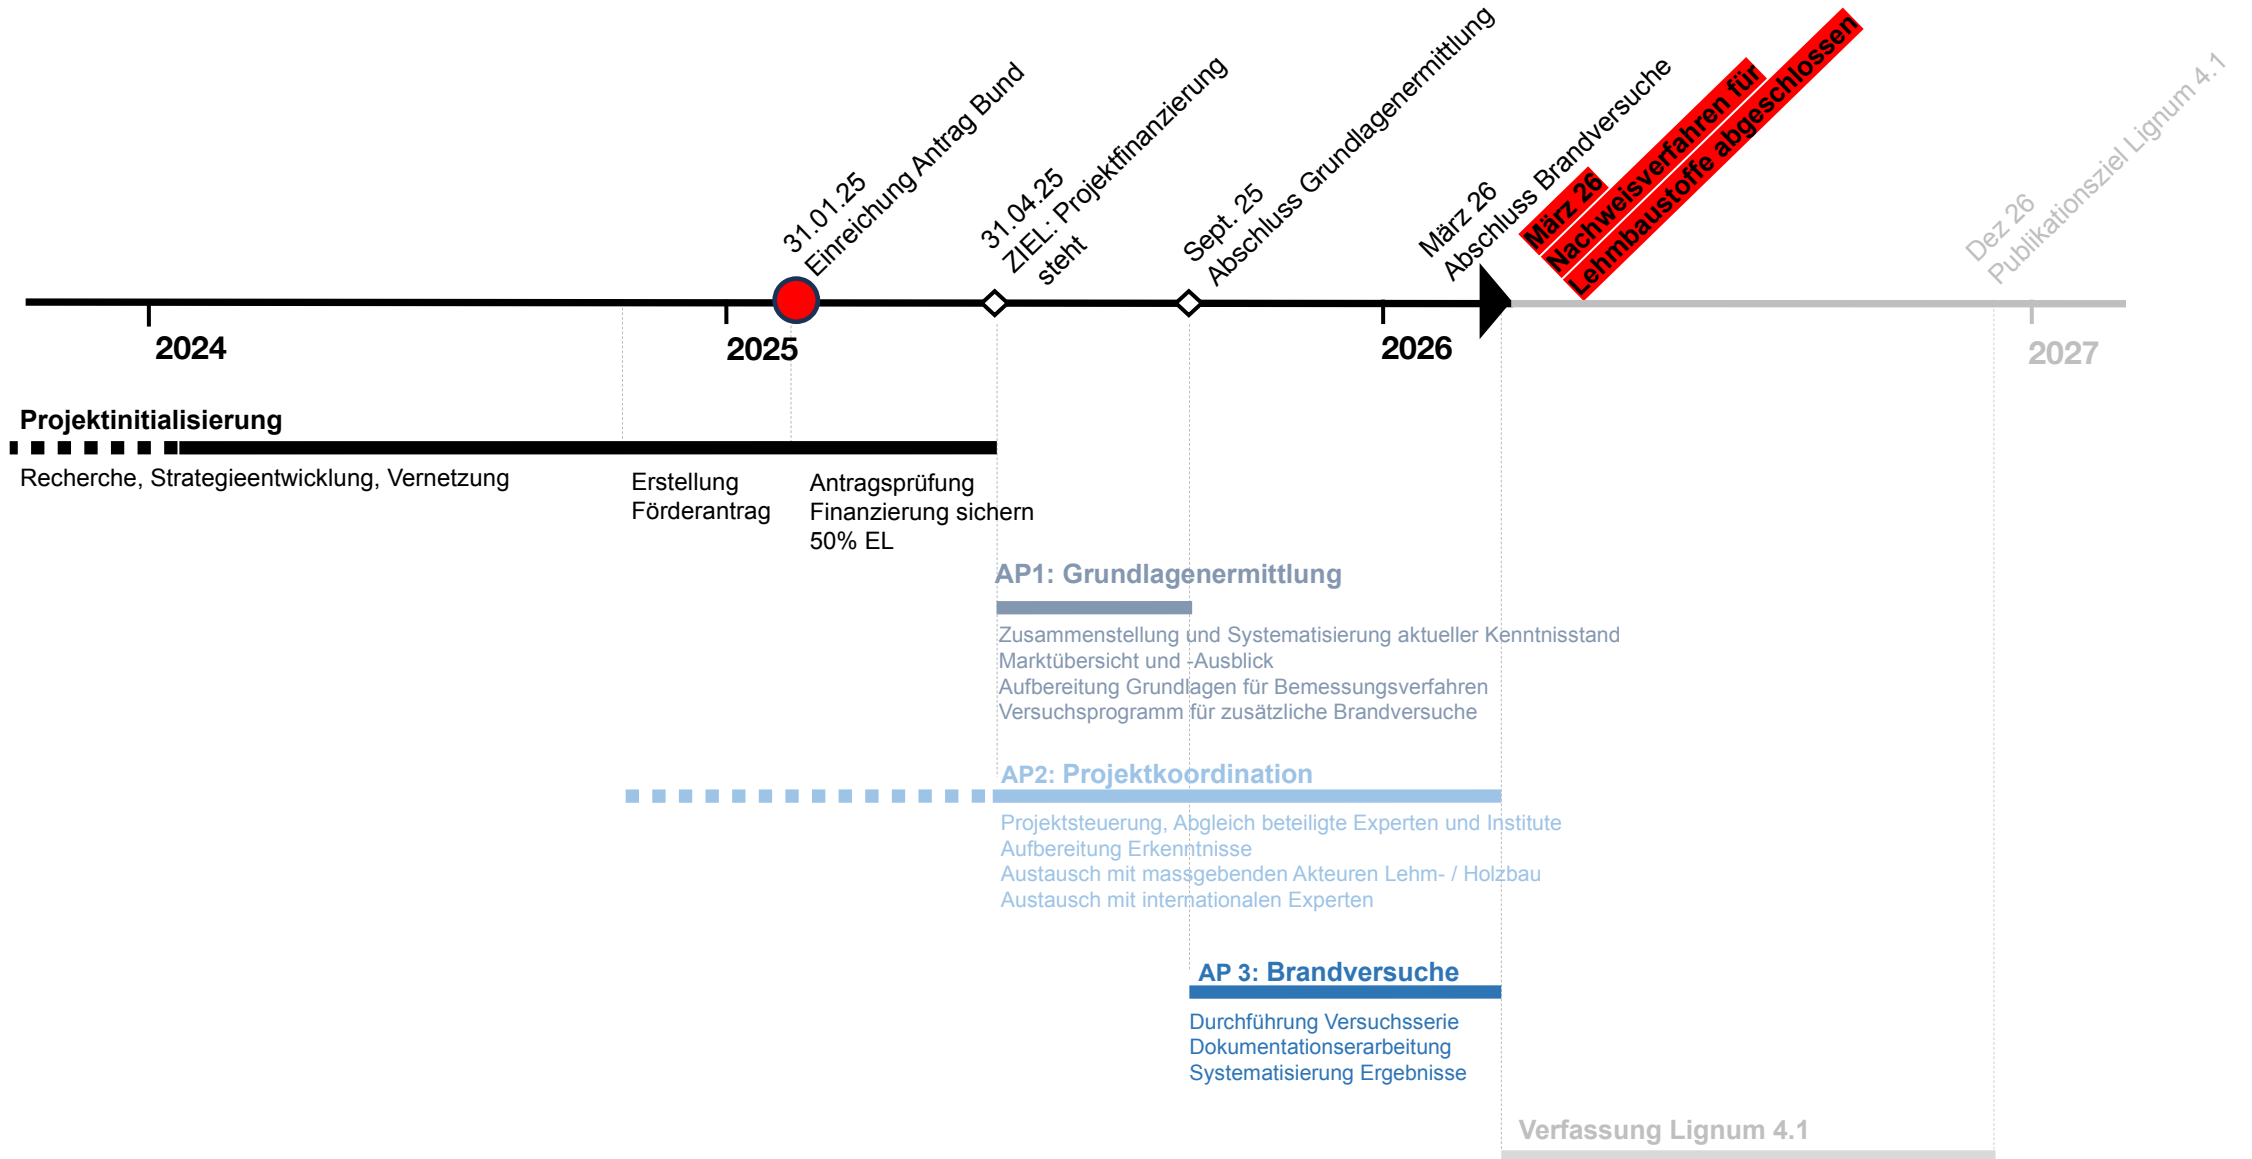 31.01.25
Einreichung Antrag Bund
31.04.25
ZIEL: Projektfinanzierung
steht
Sept. 25
Abschluss Grundlagenermittlung
März 26
Abschluss Brandversuche
März 26
Nachweisverfahren für
Lehmbaustoffe abgeschlossen
Dez 26
Publikationsziel Lignum 4.1
2024
2025
2026
2027
Projektinitialisierung
Recherche, Strategieentwicklung, Vernetzung
Erstellung
Förderantrag
Antragsprüfung
Finanzierung sichern
50% EL
AP1: Grundlagenermittlung
Zusammenstellung und Systematisierung aktueller Kenntnisstand
Marktübersicht und -Ausblick
Aufbereitung Grundlagen für Bemessungsverfahren
Versuchsprogramm für zusätzliche Brandversuche
AP2: Projektkoordination
Projektsteuerung, Abgleich beteiligte Experten und Institute
Aufbereitung Erkenntnisse
Austausch mit massgebenden Akteuren Lehm- / Holzbau
Austausch mit internationalen Experten
AP 3: Brandversuche
Durchführung Versuchsserie
Dokumentationserarbeitung
Systematisierung Ergebnisse
Verfassung Lignum 4.1